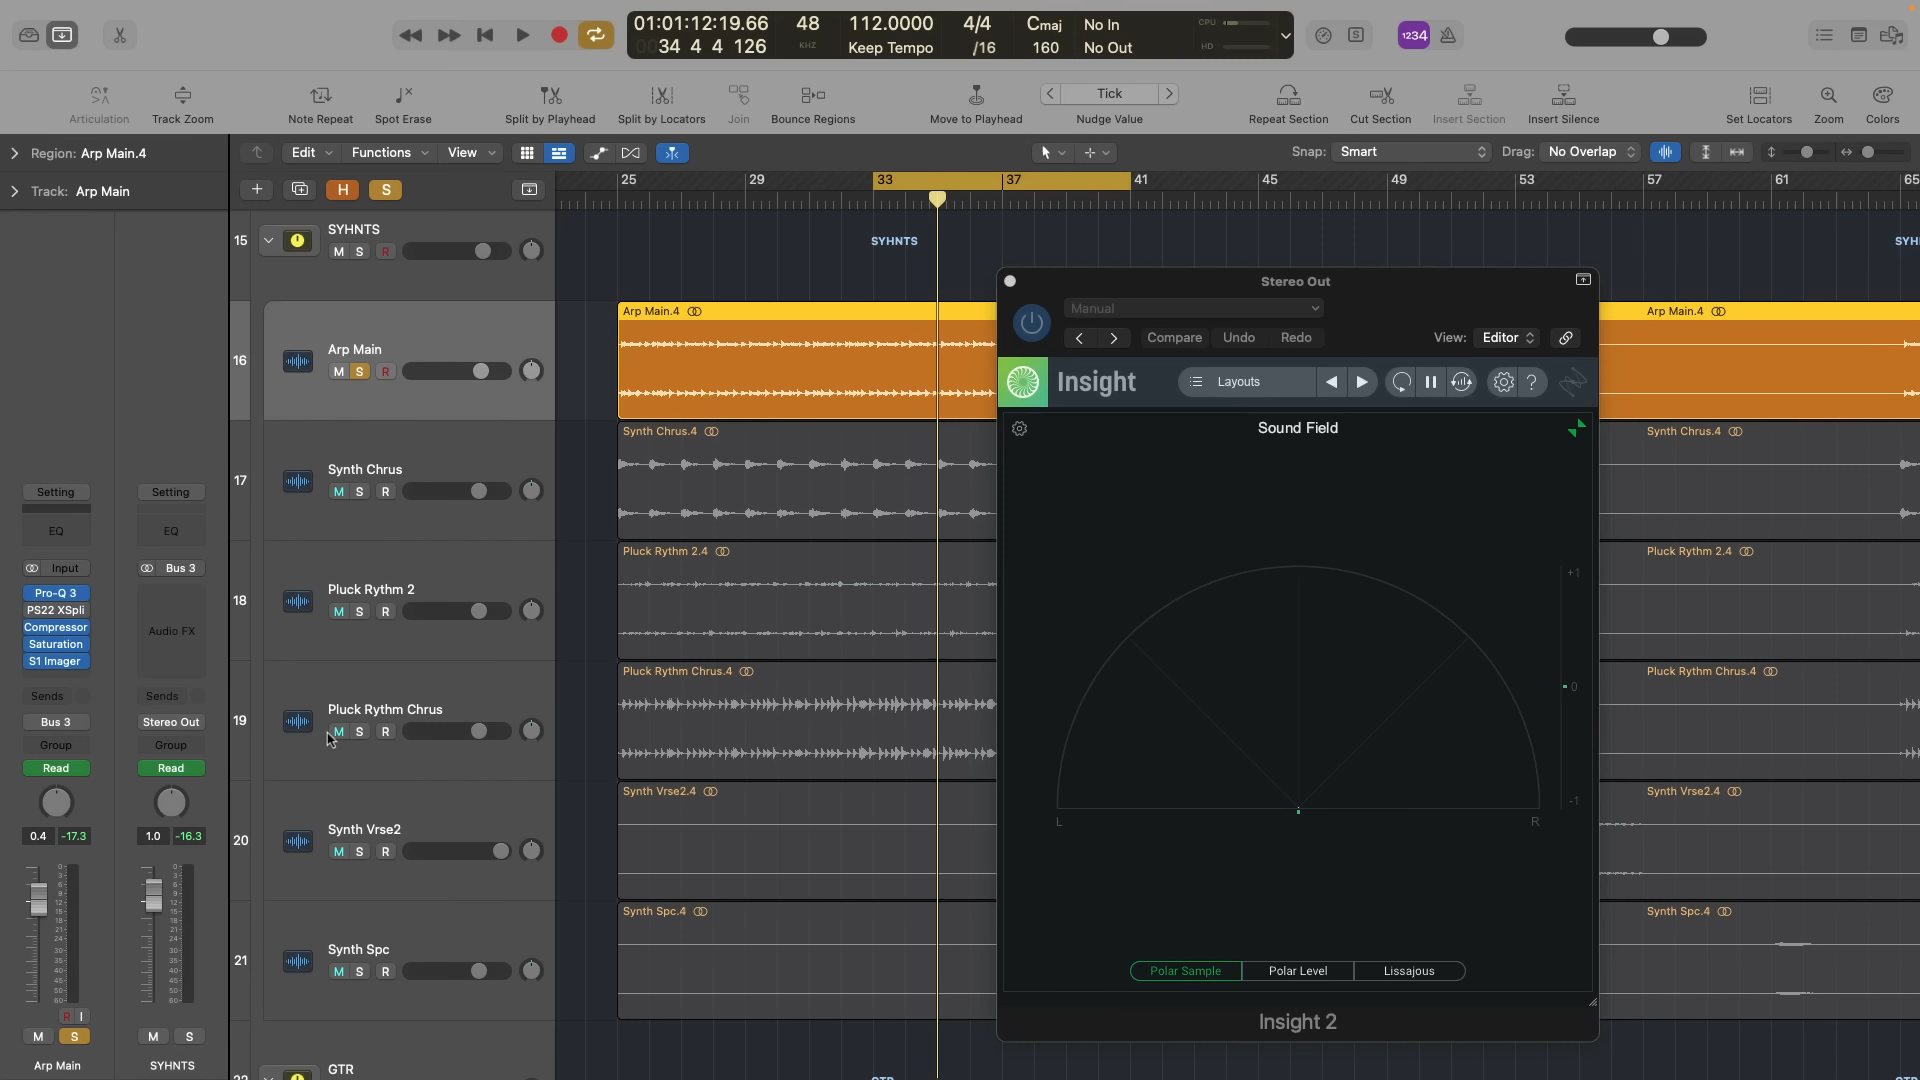 01:01:12:19.66
34 4 4 126
48
KHZ
112.0000
Keep Tempo
4/4
/16
Cmaj
160
No In
No Out
CPU
HD
1234
Articulation
Track Zoom
Note Repeat
Spot Erase
Split by Playhead
Split by Locators
Join
Bounce Regions
Move to Playhead
Tick
Nudge Value
Repeat Section
Cut Section
Insert Section
Insert Silence
Set Locators
Zoom
Colors
Region: Arp Main.4
Edit
Functions
View
Snap: Smart
Drag: No Overlap
Track: Arp Main
H
S
25
29
33
37
41
45
49
53
57
61
65
15
SYHNTS
M S R
SYHNTS
SYH
16
Arp Main
M S R
Arp Main.4
Arp Main.4
17
Synth Chrus
M S R
Synth Chrus.4
Synth Chrus.4
18
Pluck Rythm 2
M S R
Pluck Rythm 2.4
Pluck Rythm 2.4
19
Pluck Rythm Chrus
M S R
Pluck Rythm Chrus.4
Pluck Rythm Chrus.4
20
Synth Vrse2
M S R
Synth Vrse2.4
Synth Vrse2.4
21
Synth Spc
M S R
Synth Spc.4
Synth Spc.4
GTR
Setting
Setting
EQ
EQ
Input
Bus 3
Pro-Q 3
PS22 XSpli
Compressor
Saturation
S1 Imager
Audio FX
Sends
Sends
Bus 3
Stereo Out
Group
Group
Read
Read
0.4
-17.3
1.0
-16.3
R I
M S
M S
Arp Main
SYHNTS
Stereo Out
Manual
Compare
Undo
Redo
View: Editor
Insight
Layouts
?
Sound Field
+1
0
-1
L
R
Polar Sample
Polar Level
Lissajous
Insight 2